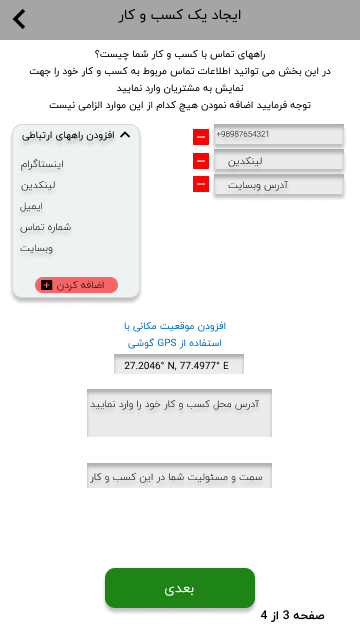 ایجاد یک کسب و کار
راههای تماس با کسب و کار شما چیست؟
در این بخش می توانید اطلاعات تماس مربوط به کسب و کار خود را جهت
نمایش به مشتریان وارد نمایید
توجه فرمایید اضافه نمودن هیچ کدام از این موارد الزامی نیست
+98987654321
لینکدین
آدرس وبسایت
افزودن راههای ارتباطی
اینستاگرام
لینکدین
ایمیل
شماره تماس
وبسایت
اضافه کردن
افزودن موقعیت مکانی با
استفاده از GPS گوشی
27.2046° N, 77.4977° E
آدرس محل کسب و کار خود را وارد نمایید
سمت و مسئولیت شما در این کسب و کار
بعدی
صفحه 3 از 4